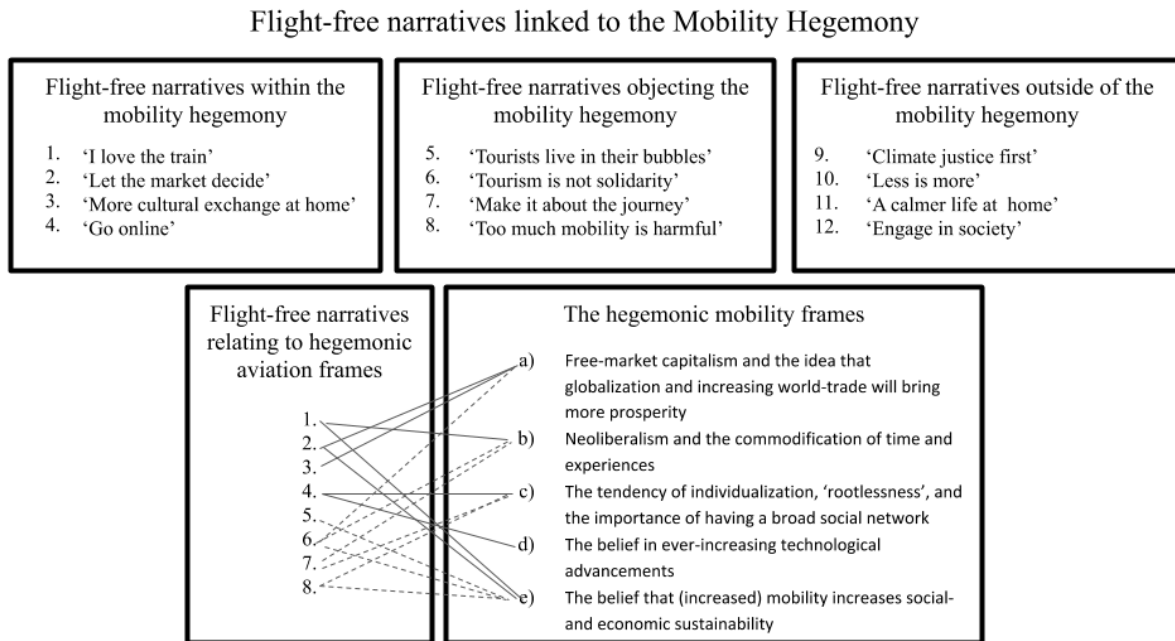 Flight-free narratives linked to the Mobility Hegemony
Flight-free narratives within the
mobility hegemony
1. ‘I love the train’
2. ‘Let the market decide’
3. ‘More cultural exchange at home’
4. ‘Go online’
Flight-free narratives objecting the
mobility hegemony
5. ‘Tourists live in their bubbles’
6. ‘Tourism is not solidarity’
7. ‘Make it about the journey’
8. ‘Too much mobility is harmful’
Flight-free narratives outside of the
mobility hegemony
9. ‘Climate justice first’
10. ‘Less is more’
11. ‘A calmer life at home’
12. ‘Engage in society’
Flight-free narratives
relating to hegemonic
aviation frames
1.
2.
3.
4.
5.
6.
7.
8.
The hegemonic mobility frames
a) Free-market capitalism and the idea that
globalization and increasing world-trade will bring
more prosperity
b) Neoliberalism and the commodification of time and
experiences
c) The tendency of individualization, ‘rootlessness’, and
the importance of having a broad social network
d) The belief in ever-increasing technological
advancements
e) The belief that (increased) mobility increases social-
and economic sustainability